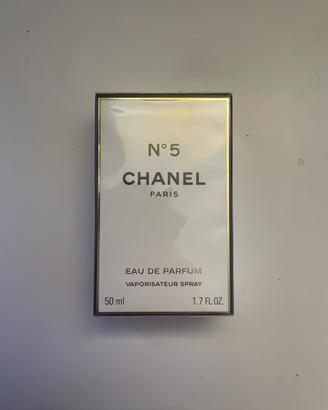 N°5
CHANEL
PARIS
EAU DE PARFUM
VAPORISATEUR SPRAY
50 ml 1.7 FL.OZ.